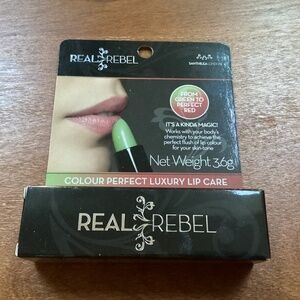 REAL REBEL
FROM
GREEN TO
PERFECT
RED
IT'S A KINDA MAGIC!
Works with your body's
chemistry to achieve the
perfect flush of lip colour
for your skin-tone
Net Weight 3.6g
COLOUR PERFECT LUXURY LIP CARE
REAL REBEL